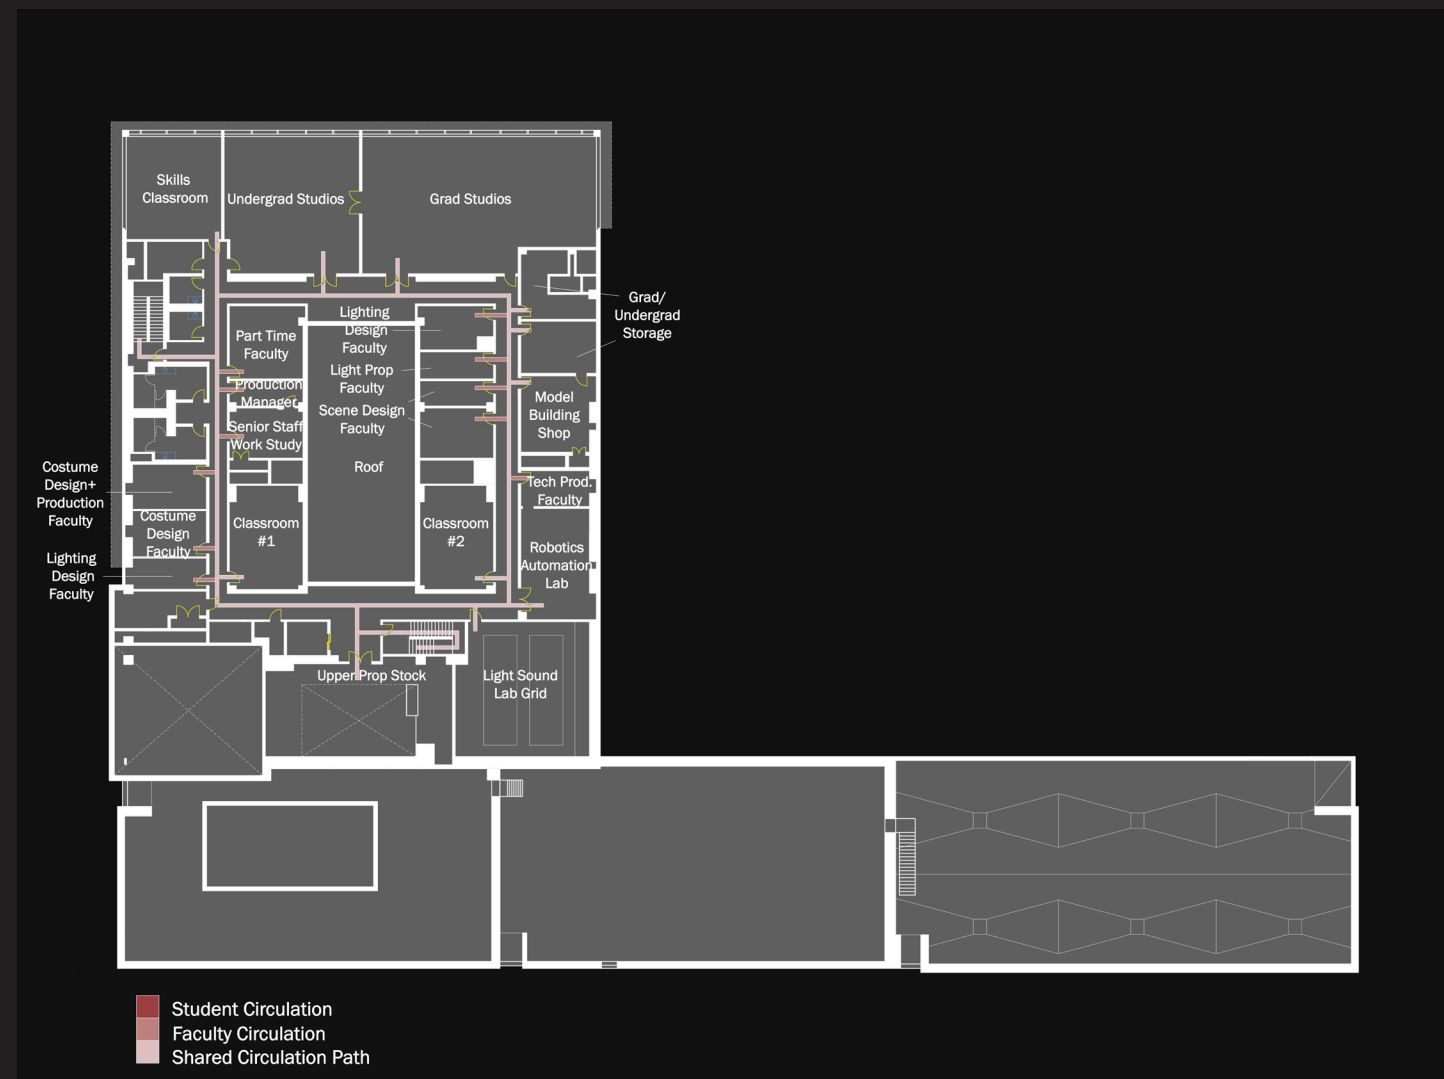 Skills
Classroom
Undergrad Studios
Grad Studios
Grad/
Undergrad
Storage
Lighting
Design
Faculty
Part Time
Faculty
Light Prop
Faculty
Production
Manager
Scene Design
Faculty
Model
Building
Shop
Senior Staff
Work Study
Roof
Costume
Design+
Production
Faculty
Tech Prod.
Faculty
Costume
Design
Faculty
Classroom
#1
Classroom
#2
Lighting
Design
Faculty
Robotics
Automation
Lab
Upper Prop Stock
Light Sound
Lab Grid
Student Circulation
Faculty Circulation
Shared Circulation Path